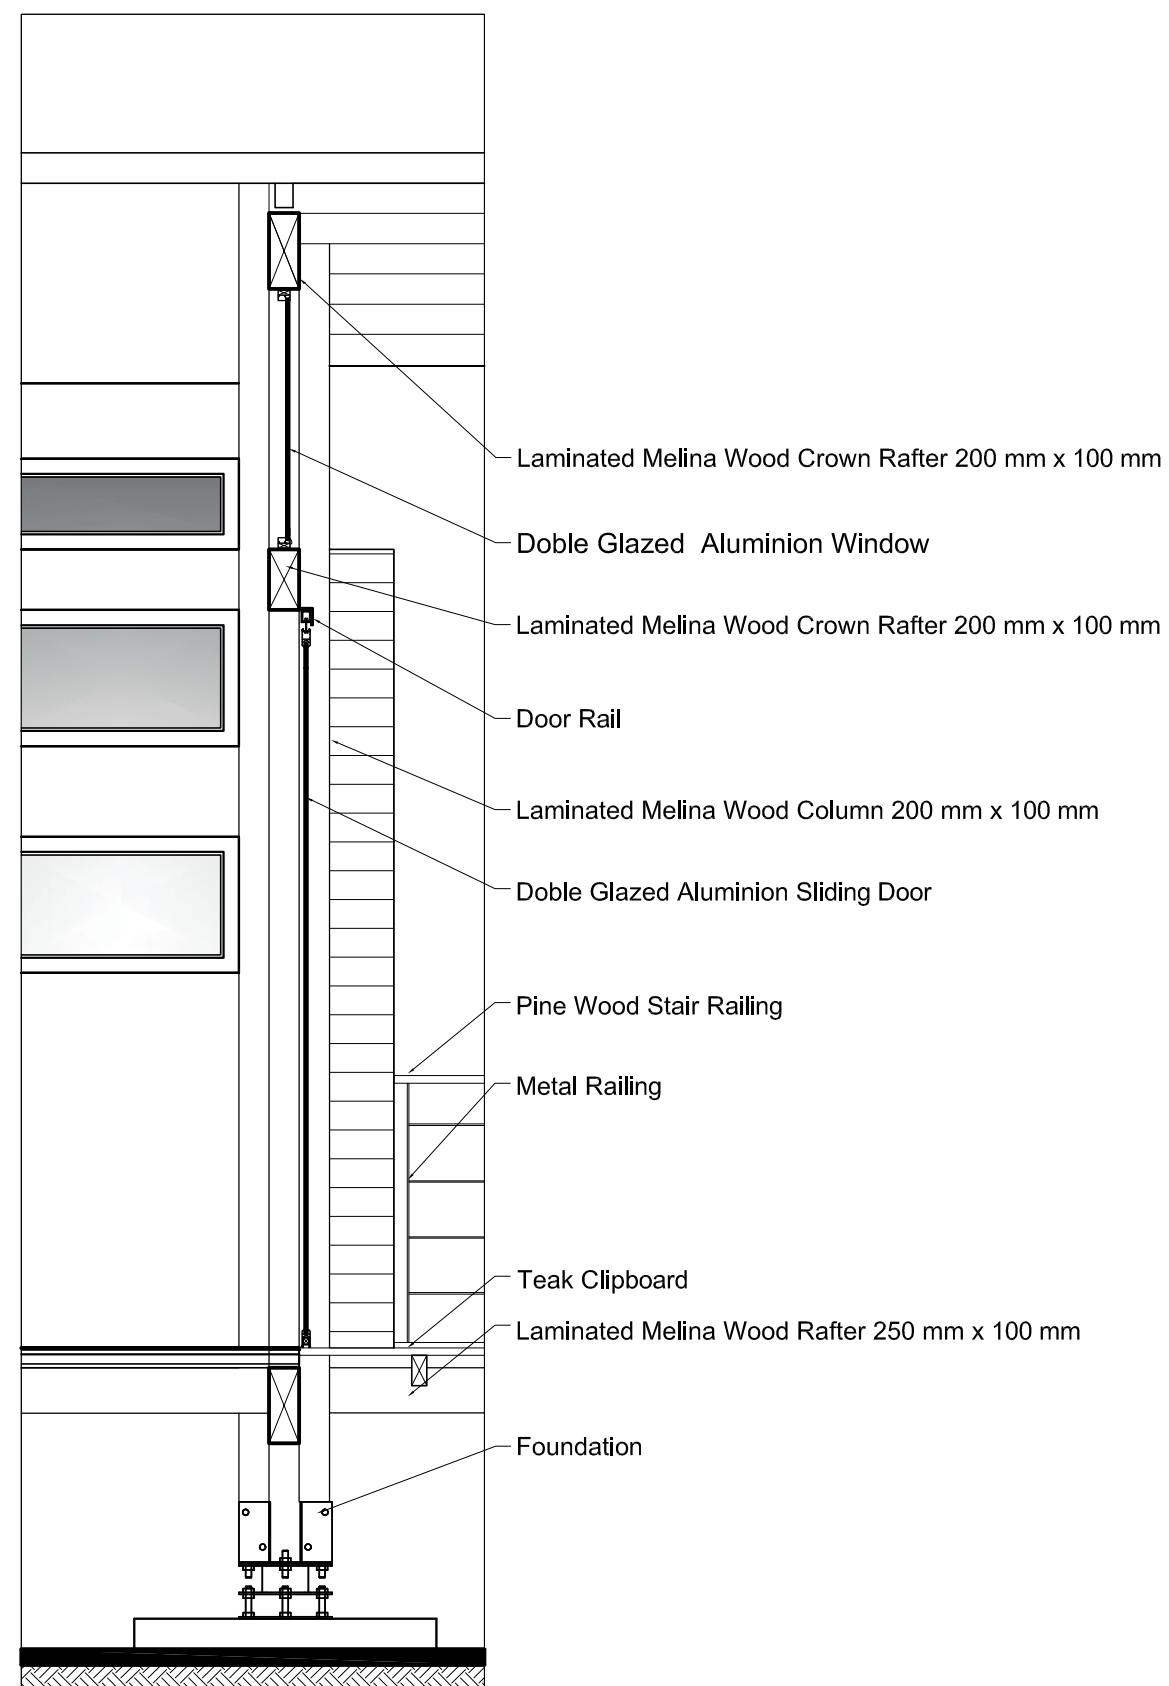 Laminated Melina Wood Crown Rafter 200 mm x 100 mm
Doble Glazed Aluminion Window
Laminated Melina Wood Crown Rafter 200 mm x 100 mm
Door Rail
Laminated Melina Wood Column 200 mm x 100 mm
Doble Glazed Aluminion Sliding Door
Pine Wood Stair Railing
Metal Railing
Teak Clipboard
Laminated Melina Wood Rafter 250 mm x 100 mm
Foundation